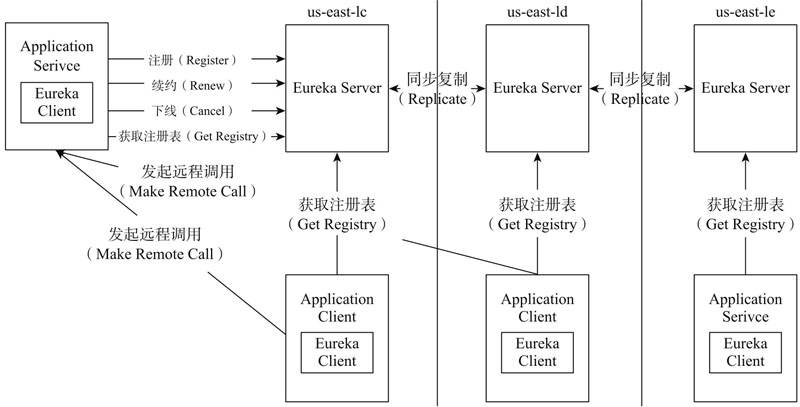 us-east-lc
us-east-ld
us-east-le
Application
Serivce
Eureka
Client
注册（Register）
续约（Renew）
下线（Cancel）
获取注册表（Get Registry）
Eureka Server
同步复制
（Replicate）
Eureka Server
同步复制
（Replicate）
Eureka Server
发起远程调用
（Make Remote Call）
发起远程调用
（Make Remote Call）
获取注册表
（Get Registry）
获取注册表
（Get Registry）
获取注册表
（Get Registry）
Application
Client
Eureka
Client
Application
Client
Eureka
Client
Application
Serivce
Eureka
Client